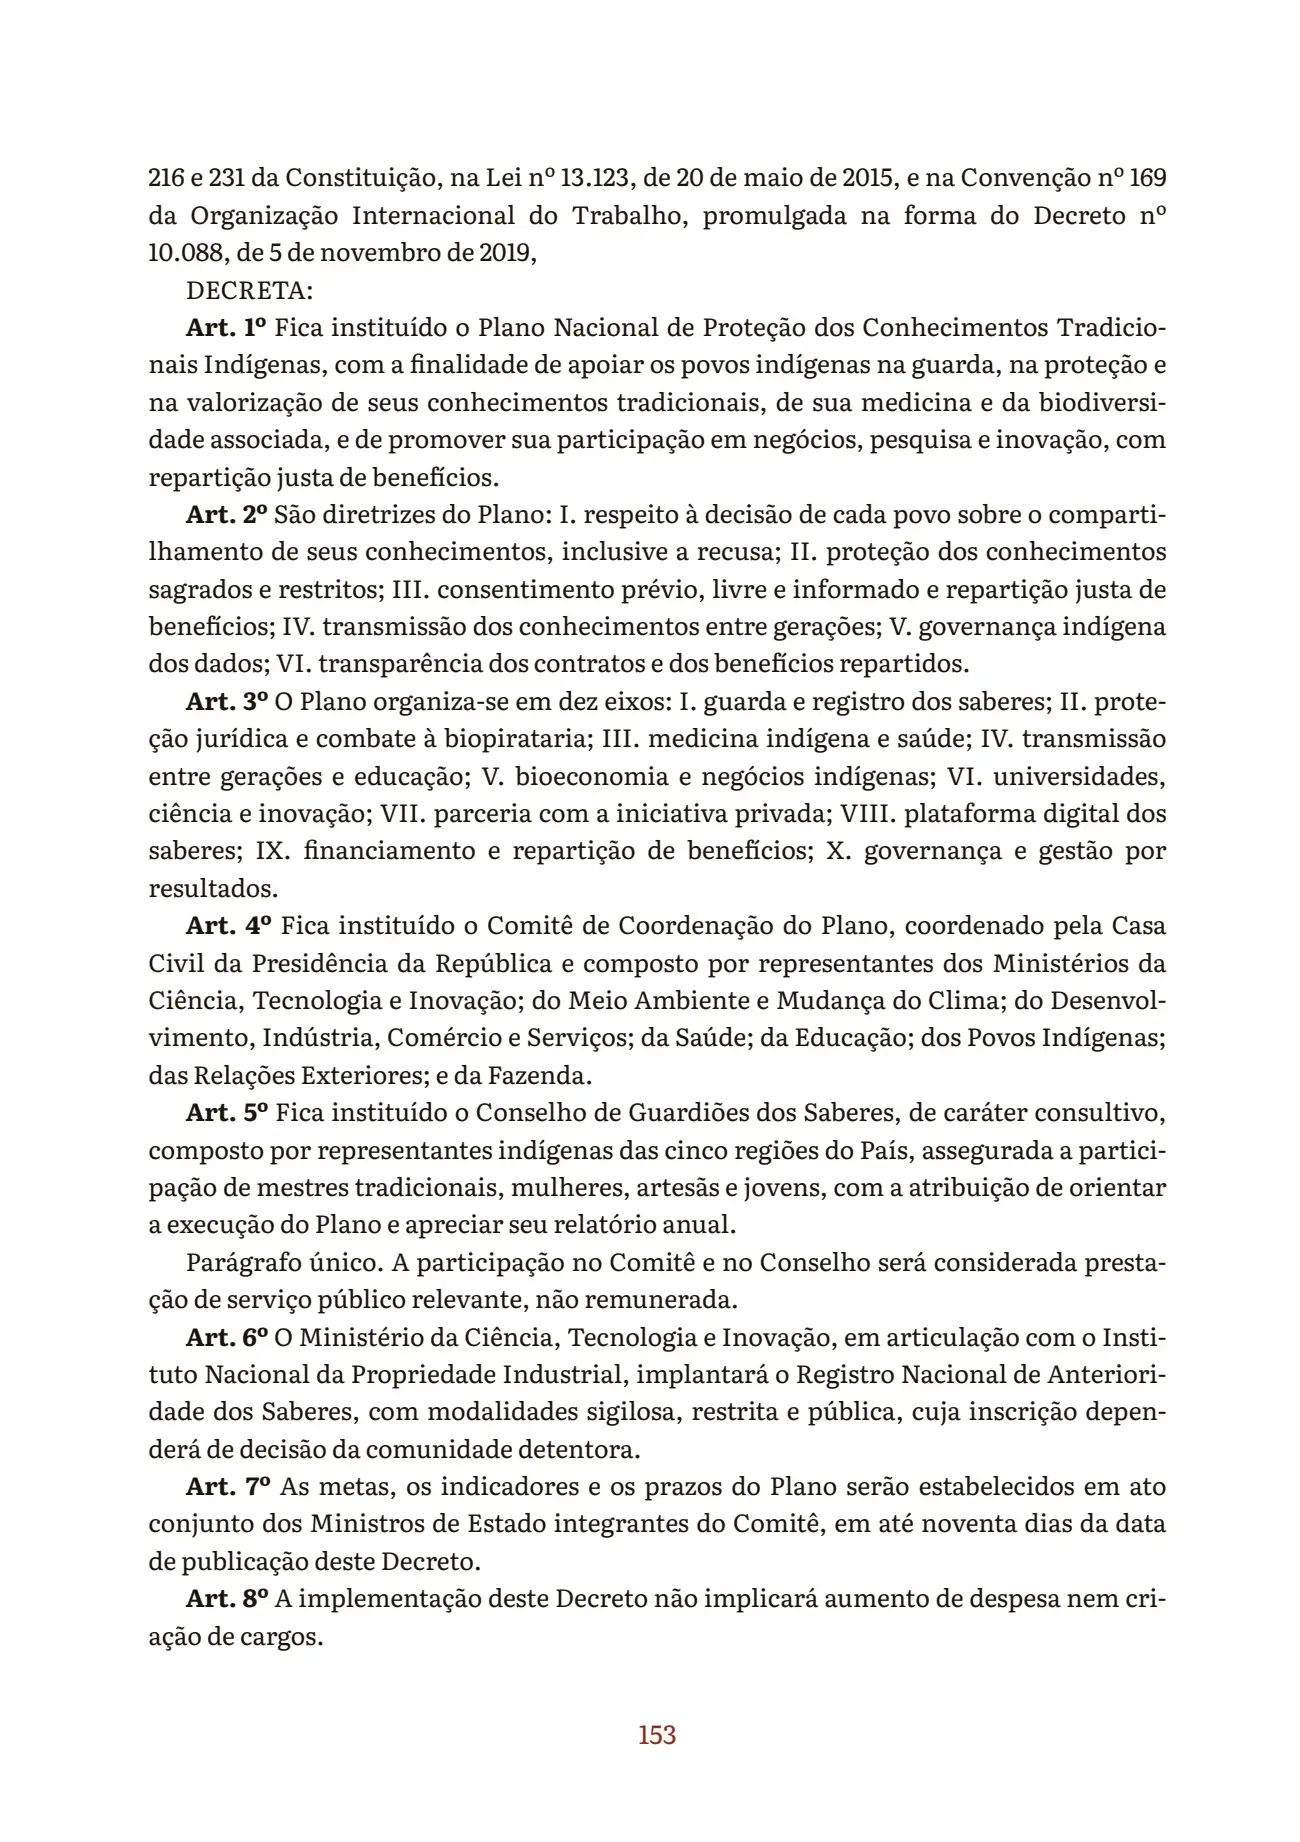 216 e 231 da Constituição, na Lei nº 13.123, de 20 de maio de 2015, e na Convenção nº 169
da Organização Internacional do Trabalho, promulgada na forma do Decreto nº
10.088, de 5 de novembro de 2019,
DECRETA:
Art. 1º Fica instituído o Plano Nacional de Proteção dos Conhecimentos Tradicio-
nais Indígenas, com a finalidade de apoiar os povos indígenas na guarda, na proteção e
na valorização de seus conhecimentos tradicionais, de sua medicina e da biodiversi-
dade associada, e de promover sua participação em negócios, pesquisa e inovação, com
repartição justa de benefícios.
Art. 2º São diretrizes do Plano: I. respeito à decisão de cada povo sobre o comparti-
lhamento de seus conhecimentos, inclusive a recusa; II. proteção dos conhecimentos
sagrados e restritos; III. consentimento prévio, livre e informado e repartição justa de
benefícios; IV. transmissão dos conhecimentos entre gerações; V. governança indígena
dos dados; VI. transparência dos contratos e dos benefícios repartidos.
Art. 3º O Plano organiza-se em dez eixos: I. guarda e registro dos saberes; II. prote-
ção jurídica e combate à biopirataria; III. medicina indígena e saúde; IV. transmissão
entre gerações e educação; V. bioeconomia e negócios indígenas; VI. universidades,
ciência e inovação; VII. parceria com a iniciativa privada; VIII. plataforma digital dos
saberes; IX. financiamento e repartição de benefícios; X. governança e gestão por
resultados.
Art. 4º Fica instituído o Comitê de Coordenação do Plano, coordenado pela Casa
Civil da Presidência da República e composto por representantes dos Ministérios da
Ciência, Tecnologia e Inovação; do Meio Ambiente e Mudança do Clima; do Desenvol-
vimento, Indústria, Comércio e Serviços; da Saúde; da Educação; dos Povos Indígenas;
das Relações Exteriores; e da Fazenda.
Art. 5º Fica instituído o Conselho de Guardiões dos Saberes, de caráter consultivo,
composto por representantes indígenas das cinco regiões do País, assegurada a partici-
pação de mestres tradicionais, mulheres, artesãs e jovens, com a atribuição de orientar
a execução do Plano e apreciar seu relatório anual.
Parágrafo único. A participação no Comitê e no Conselho será considerada presta-
ção de serviço público relevante, não remunerada.
Art. 6º O Ministério da Ciência, Tecnologia e Inovação, em articulação com o Insti-
tuto Nacional da Propriedade Industrial, implantará o Registro Nacional de Anteriori-
dade dos Saberes, com modalidades sigilosa, restrita e pública, cuja inscrição depen-
derá de decisão da comunidade detentora.
Art. 7º As metas, os indicadores e os prazos do Plano serão estabelecidos em ato
conjunto dos Ministros de Estado integrantes do Comitê, em até noventa dias da data
de publicação deste Decreto.
Art. 8º A implementação deste Decreto não implicará aumento de despesa nem cri-
ação de cargos.
153